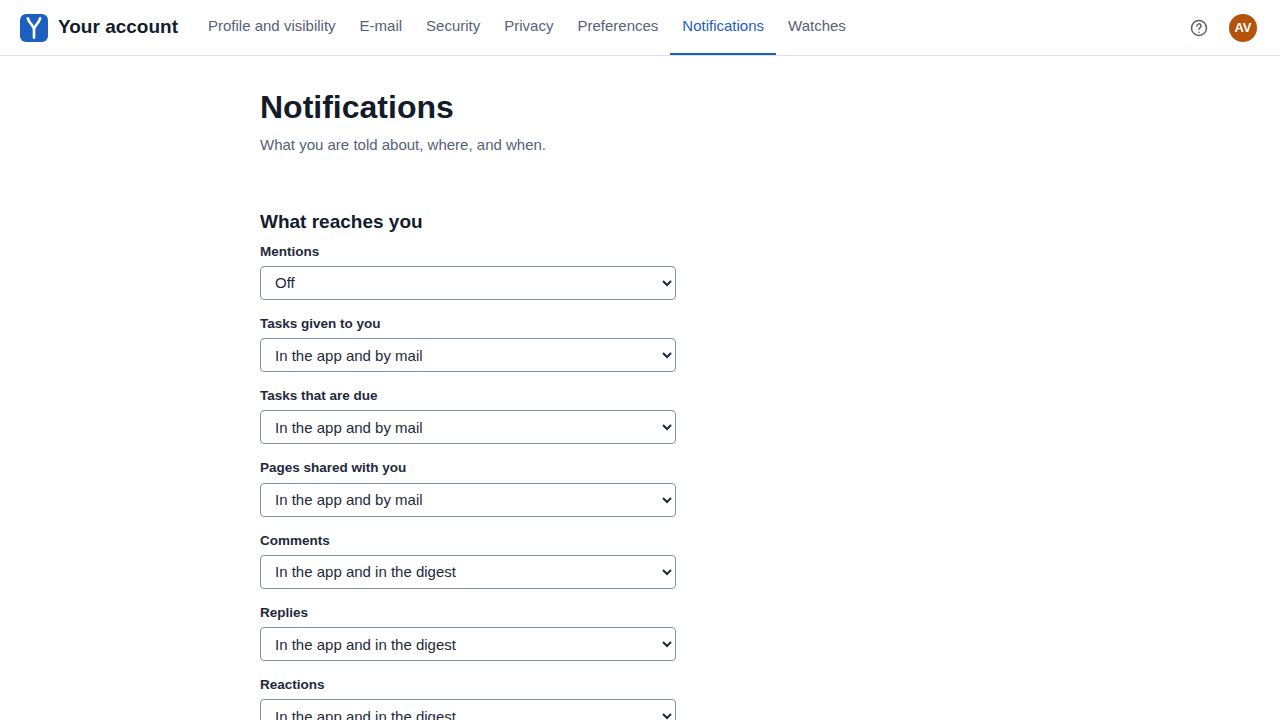 Your account
Profile and visibility
E-mail
Security
Privacy
Preferences
Notifications
Watches
AV
Notifications
What you are told about, where, and when.
What reaches you
Mentions
Off
Tasks given to you
In the app and by mail
Tasks that are due
In the app and by mail
Pages shared with you
In the app and by mail
Comments
In the app and in the digest
Replies
In the app and in the digest
Reactions
In the app and in the digest